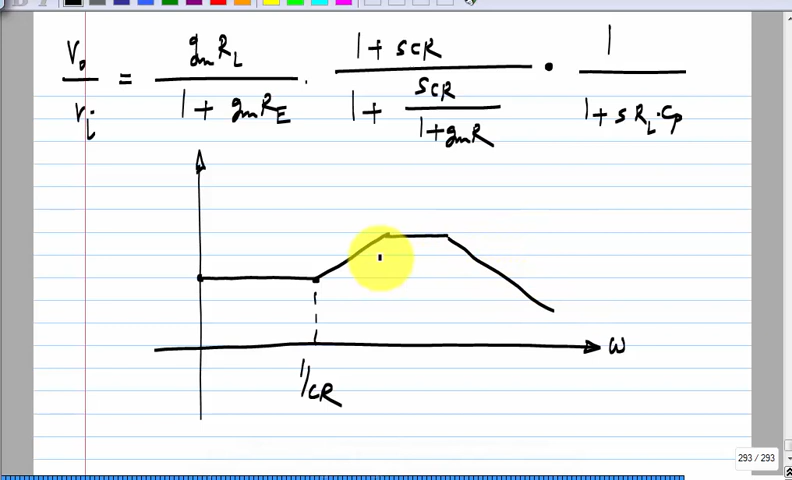 V₀/vᵢ = gₘR_L/(1 + gₘR_E) · (1 + sCR)/(1 + sCR/(1+gₘR)) · 1/(1 + sR_L·Cp)
ω
1/CR
293 / 293